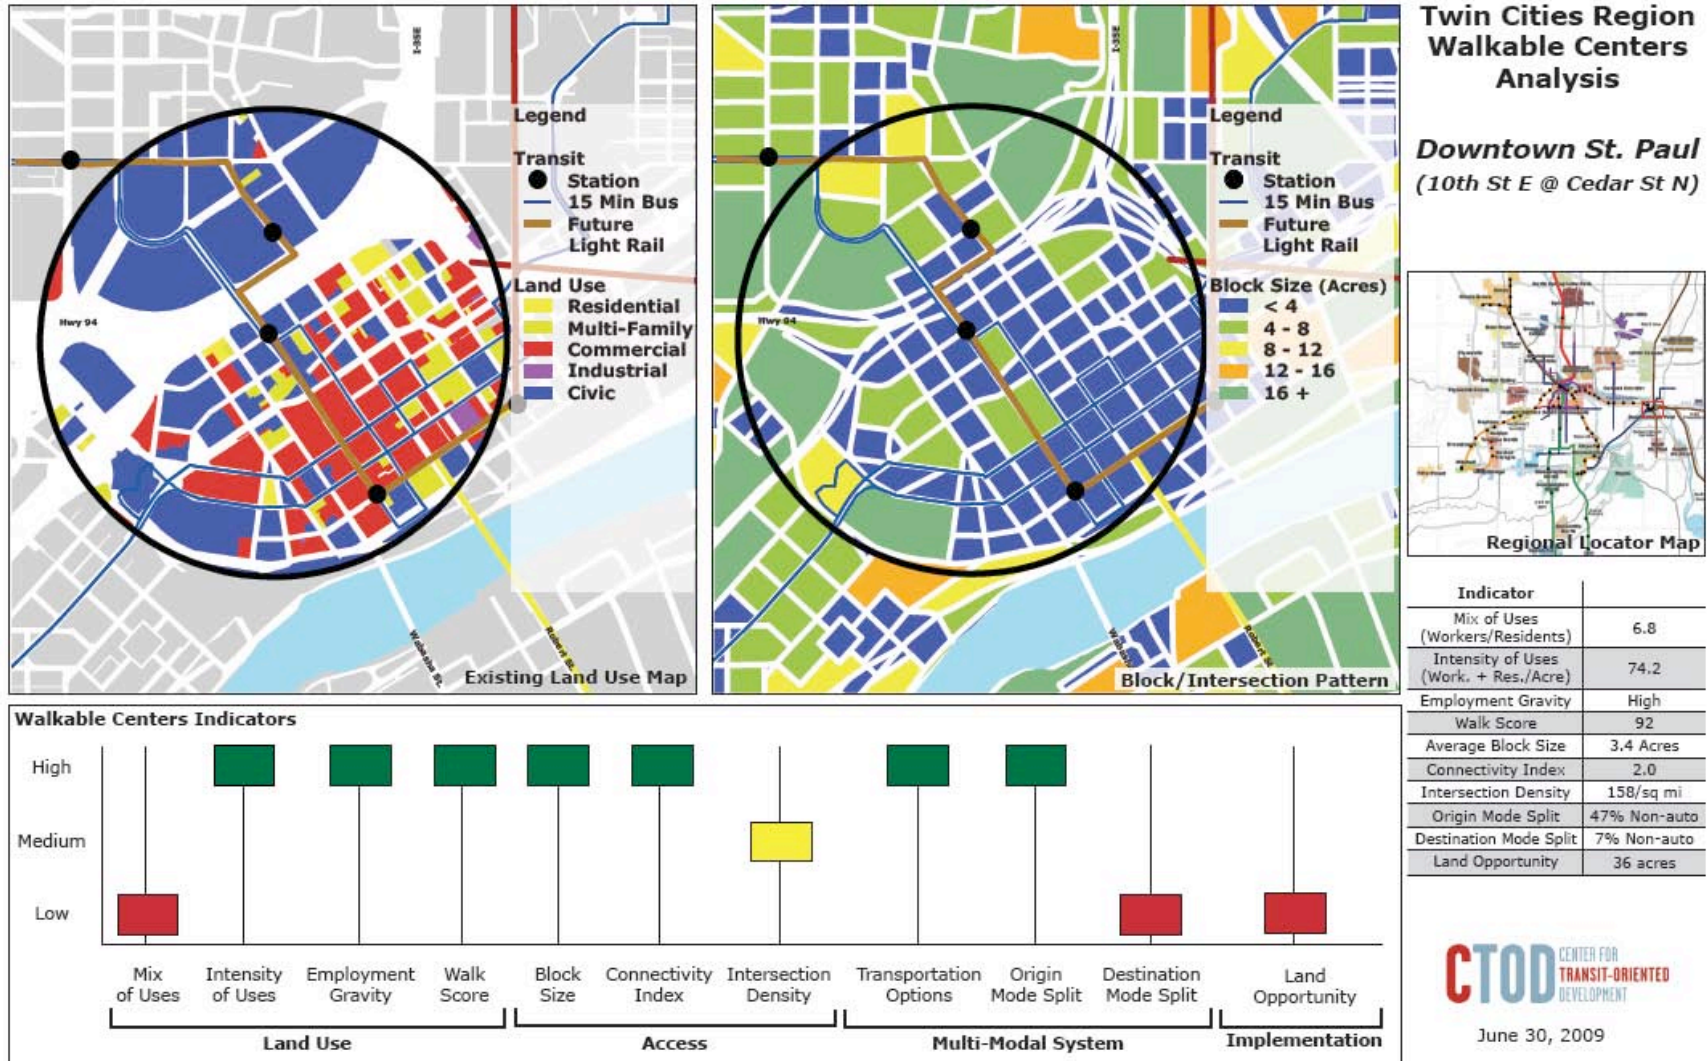 Twin Cities Region
Walkable Centers
Analysis
Downtown St. Paul
(10th St E @ Cedar St N)
I-35E
Hwy 94
Legend
Transit
Station
15 Min Bus
Future
Light Rail
Land Use
Residential
Multi-Family
Commercial
Industrial
Civic
Wabasha St.
Robert St.
Existing Land Use Map
I-35E
Hwy 94
Legend
Transit
Station
15 Min Bus
Future
Light Rail
Block Size (Acres)
< 4
4 - 8
8 - 12
12 - 16
16 +
Robert St
Block/Intersection Pattern
Regional Locator Map
Indicator
Mix of Uses
(Workers/Residents) 6.8
Intensity of Uses
(Work. + Res./Acre) 74.2
Employment Gravity High
Walk Score 92
Average Block Size 3.4 Acres
Connectivity Index 2.0
Intersection Density 158/sq mi
Origin Mode Split 47% Non-auto
Destination Mode Split 7% Non-auto
Land Opportunity 36 acres
Walkable Centers Indicators
High
Medium
Low
Mix
of Uses
Intensity
of Uses
Employment
Gravity
Walk
Score
Block
Size
Connectivity
Index
Intersection
Density
Transportation
Options
Origin
Mode Split
Destination
Mode Split
Land
Opportunity
Land Use
Access
Multi-Modal System
Implementation
CTOD
CENTER FOR
TRANSIT-ORIENTED
DEVELOPMENT
June 30, 2009